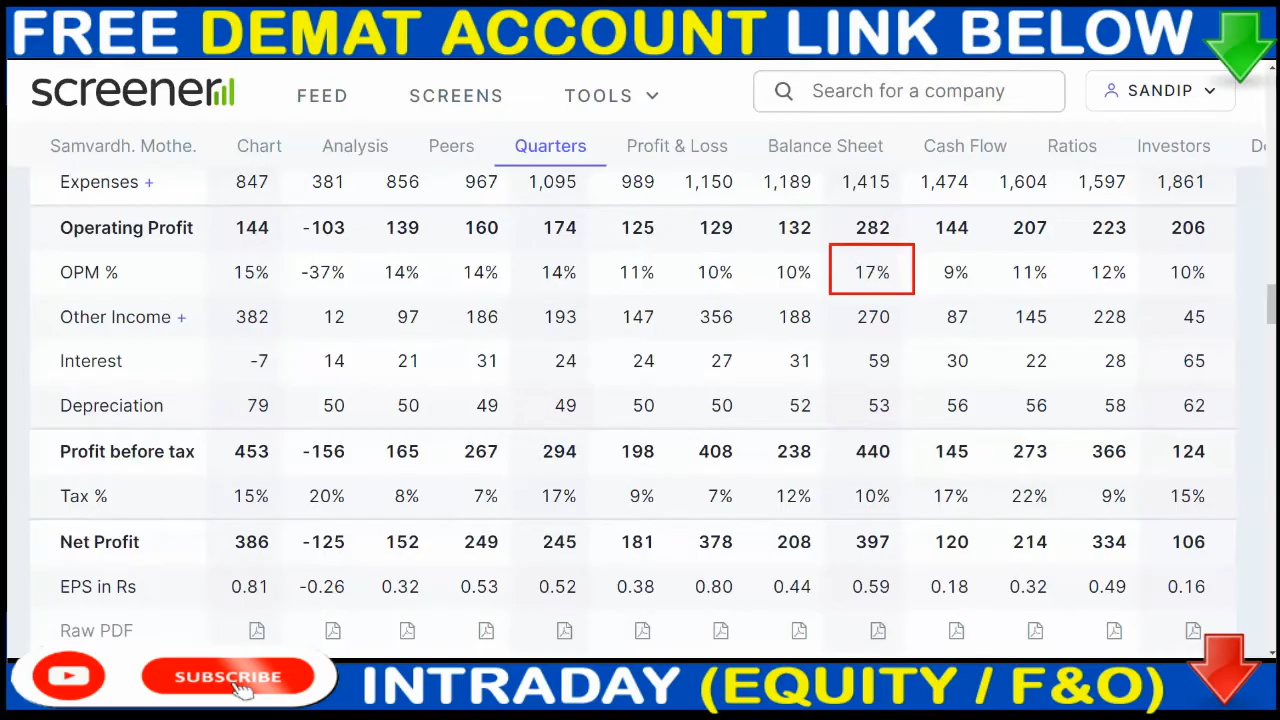 FREE DEMAT ACCOUNT LINK BELOW
screener
FEED SCREENS TOOLS Search for a company SANDIP
Samvardh. Mothe. Chart Analysis Peers Quarters Profit & Loss Balance Sheet Cash Flow Ratios Investors
Expenses + 847 381 856 967 1,095 989 1,150 1,189 1,415 1,474 1,604 1,597 1,861
Operating Profit 144 -103 139 160 174 125 129 132 282 144 207 223 206
OPM % 15% -37% 14% 14% 14% 11% 10% 10% 17% 9% 11% 12% 10%
Other Income + 382 12 97 186 193 147 356 188 270 87 145 228 45
Interest -7 14 21 31 24 24 27 31 59 30 22 28 65
Depreciation 79 50 50 49 49 50 50 52 53 56 56 58 62
Profit before tax 453 -156 165 267 294 198 408 238 440 145 273 366 124
Tax % 15% 20% 8% 7% 17% 9% 7% 12% 10% 17% 22% 9% 15%
Net Profit 386 -125 152 249 245 181 378 208 397 120 214 334 106
EPS in Rs 0.81 -0.26 0.32 0.53 0.52 0.38 0.80 0.44 0.59 0.18 0.32 0.49 0.16
Raw PDF
SUBSCRIBE
INTRADAY (EQUITY / F&O)